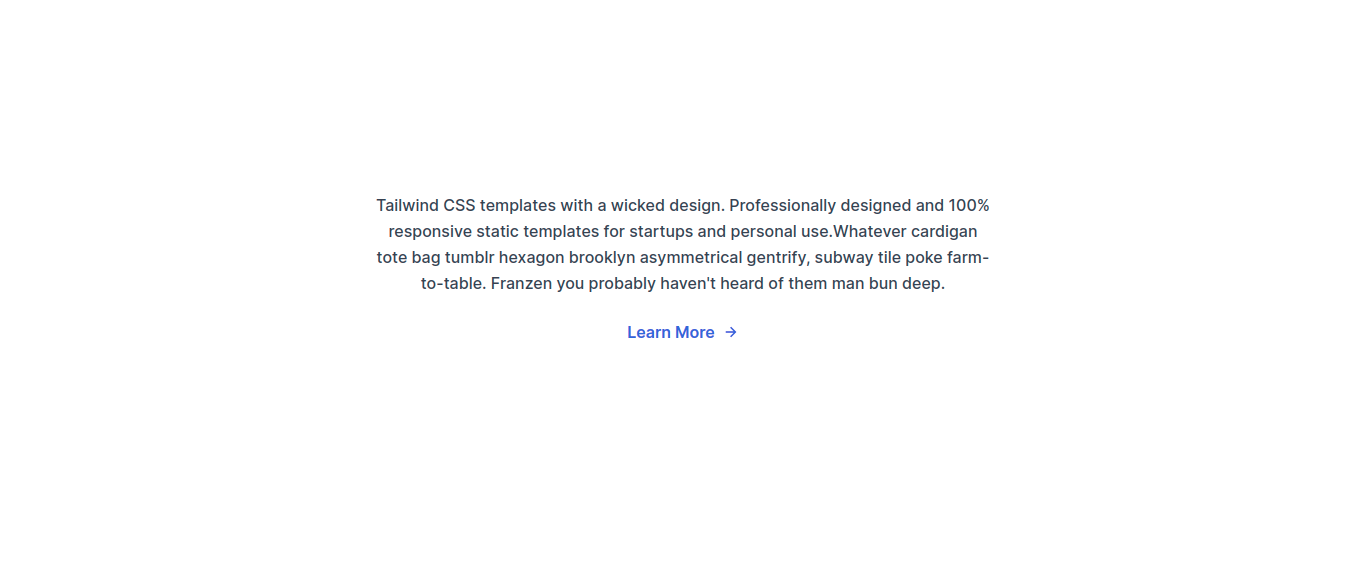 Tailwind CSS templates with a wicked design. Professionally designed and 100%
responsive static templates for startups and personal use.Whatever cardigan
tote bag tumblr hexagon brooklyn asymmetrical gentrify, subway tile poke farm-
to-table. Franzen you probably haven't heard of them man bun deep.
Learn More →